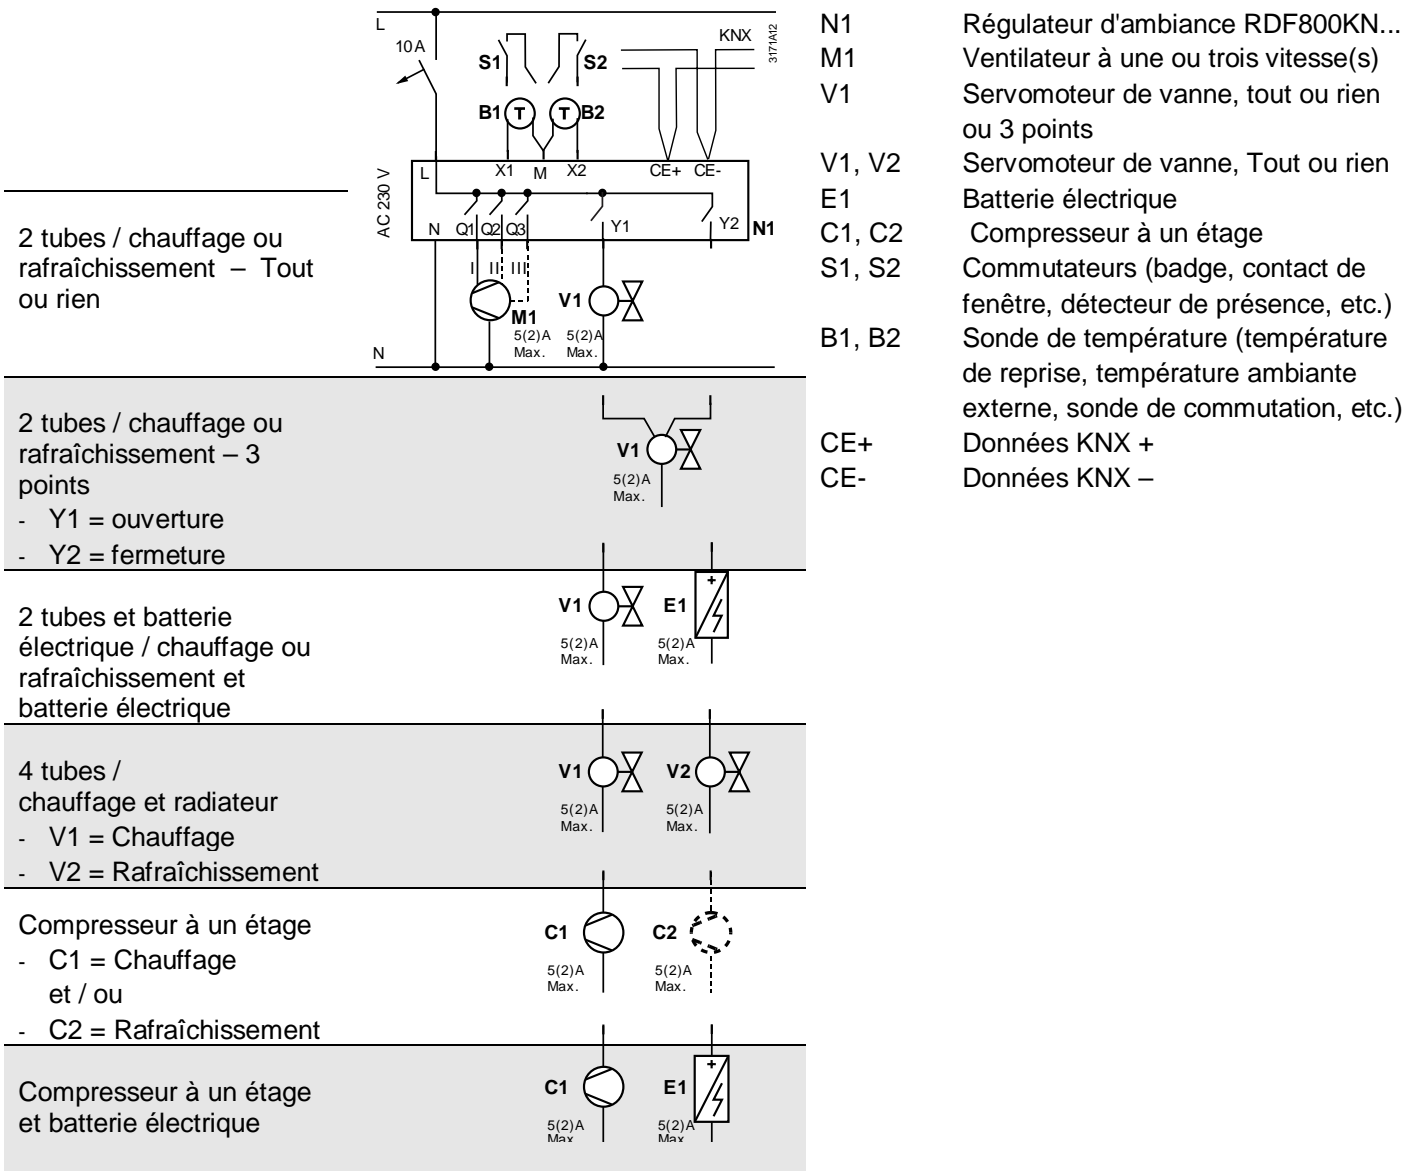 L
10A
S1
S2
KNX
3171A12
B1
T
T
B2
AC 230 V
L
X1
M
X2
CE+
CE-
N
Q1
Q2
Q3
Y1
Y2
N1
I
II
III
M1
5(2)A
Max.
V1
5(2)A
Max.
N
2 tubes / chauffage ou
rafraîchissement – Tout
ou rien
2 tubes / chauffage ou
rafraîchissement – 3
points
- Y1 = ouverture
- Y2 = fermeture
V1
5(2)A
Max.
2 tubes et batterie
électrique / chauffage ou
rafraîchissement et
batterie électrique
V1
5(2)A
Max.
E1
5(2)A
Max.
4 tubes /
chauffage et radiateur
- V1 = Chauffage
- V2 = Rafraîchissement
V1
5(2)A
Max.
V2
5(2)A
Max.
Compresseur à un étage
- C1 = Chauffage
et / ou
- C2 = Rafraîchissement
C1
5(2)A
Max.
C2
5(2)A
Max.
Compresseur à un étage
et batterie électrique
C1
5(2)A
Max
E1
5(2)A
Max
N1 Régulateur d'ambiance RDF800KN...
M1 Ventilateur à une ou trois vitesse(s)
V1 Servomoteur de vanne, tout ou rien
ou 3 points
V1, V2 Servomoteur de vanne, Tout ou rien
E1 Batterie électrique
C1, C2 Compresseur à un étage
S1, S2 Commutateurs (badge, contact de
fenêtre, détecteur de présence, etc.)
B1, B2 Sonde de température (température
de reprise, température ambiante
externe, sonde de commutation, etc.)
CE+ Données KNX +
CE- Données KNX –